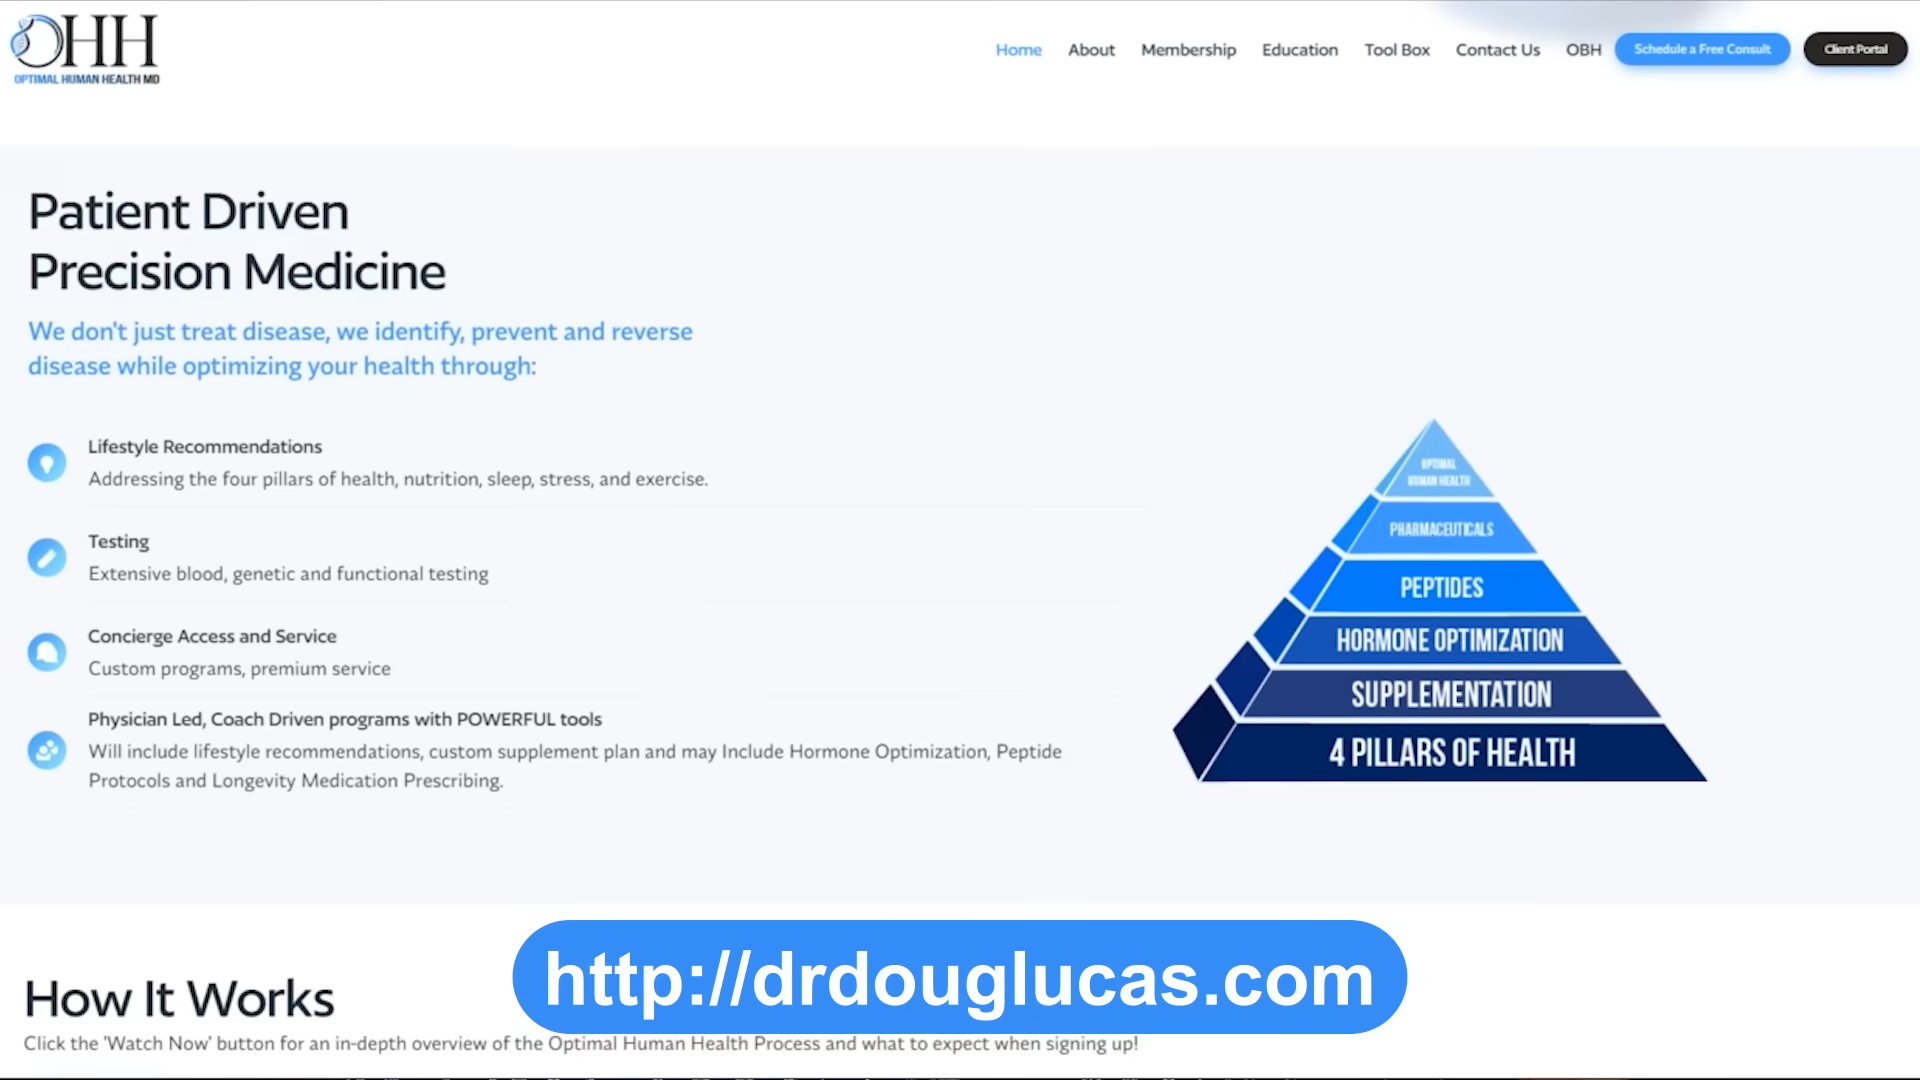 OHH
OPTIMAL HUMAN HEALTH MD
Home About Membership Education Tool Box Contact Us OBH Schedule a Free Consult Client Portal
Patient Driven
Precision Medicine
We don't just treat disease, we identify, prevent and reverse
disease while optimizing your health through:
Lifestyle Recommendations
Addressing the four pillars of health, nutrition, sleep, stress, and exercise.
Testing
Extensive blood, genetic and functional testing
Concierge Access and Service
Custom programs, premium service
Physician Led, Coach Driven programs with POWERFUL tools
Will include lifestyle recommendations, custom supplement plan and may Include Hormone Optimization, Peptide
Protocols and Longevity Medication Prescribing.
OPTIMAL
HUMAN HEALTH
PHARMACEUTICALS
PEPTIDES
HORMONE OPTIMIZATION
SUPPLEMENTATION
4 PILLARS OF HEALTH
http://drdouglucas.com
How It Works
Click the 'Watch Now' button for an in-depth overview of the Optimal Human Health Process and what to expect when signing up!